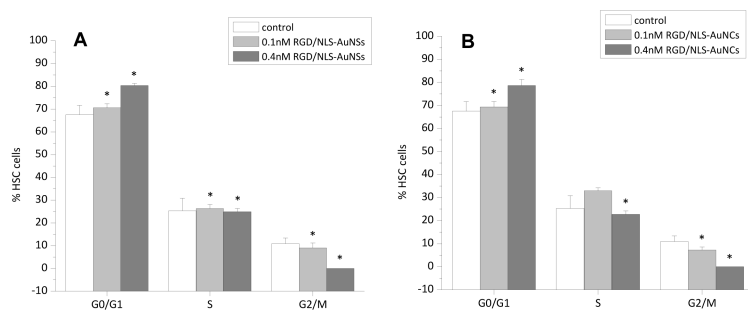 A
control
0.1nM RGD/NLS-AuNSs
0.4nM RGD/NLS-AuNSs
% HSC cells
100
90
80
70
60
50
40
30
20
10
0
-10
* * * * * *
G0/G1 S G2/M
B
control
0.1nM RGD/NLS-AuNCs
0.4nM RGD/NLS-AuNCs
% HSC cells
100
90
80
70
60
50
40
30
20
10
0
-10
* * * * *
G0/G1 S G2/M